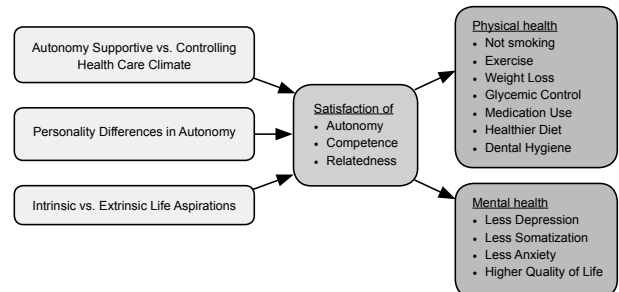 Autonomy Supportive vs. Controlling
Health Care Climate
Personality Differences in Autonomy
Intrinsic vs. Extrinsic Life Aspirations
Satisfaction of
• Autonomy
• Competence
• Relatedness
Physical health
• Not smoking
• Exercise
• Weight Loss
• Glycemic Control
• Medication Use
• Healthier Diet
• Dental Hygiene
Mental health
• Less Depression
• Less Somatization
• Less Anxiety
• Higher Quality of Life